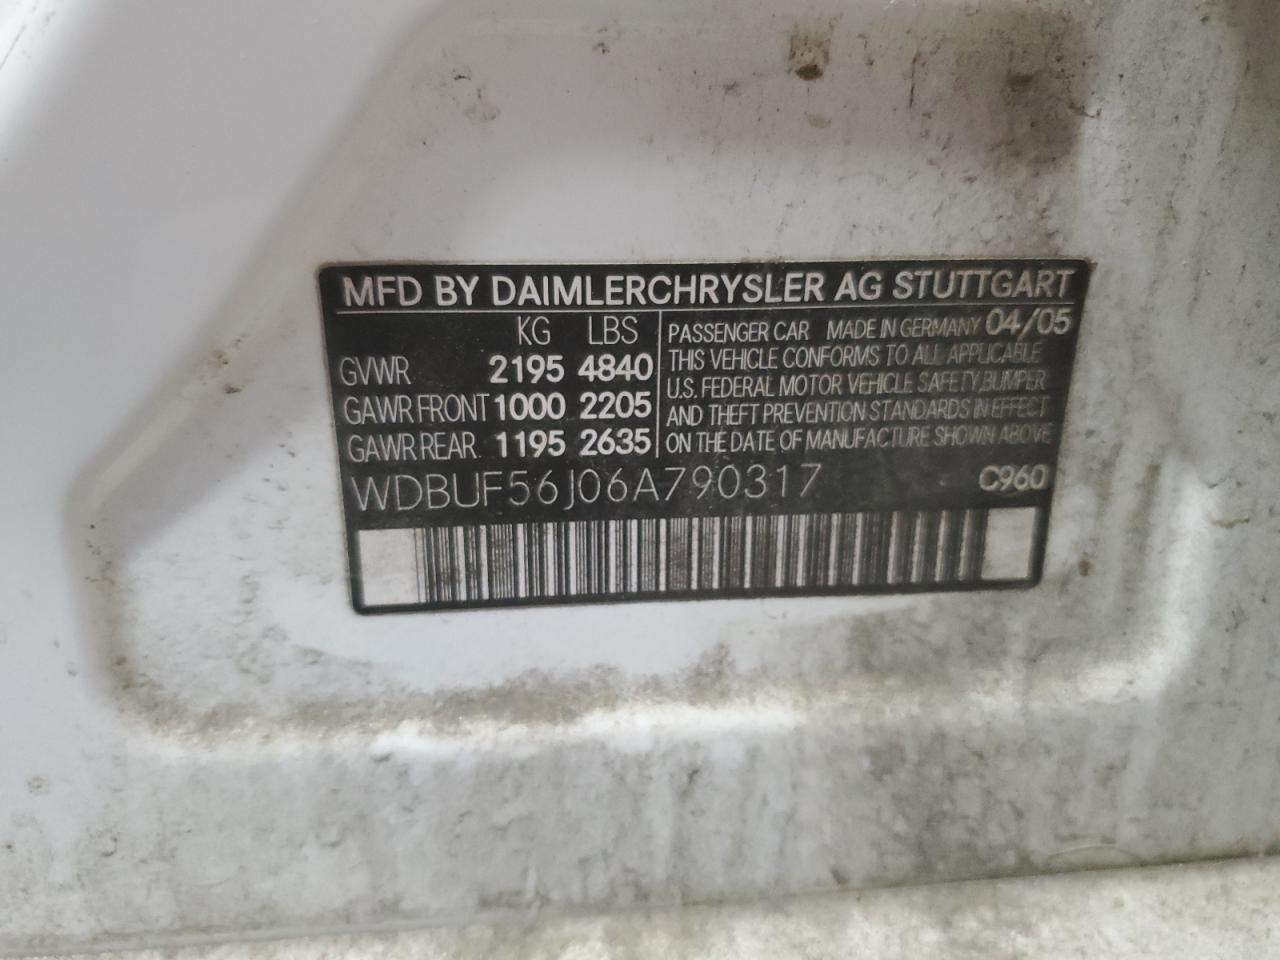 MFD BY DAIMLERCHRYSLER AG STUTTGART
KG LBS
GVWR 2195 4840
GAWR FRONT 1000 2205
GAWR REAR 1195 2635
PASSENGER CAR MADE IN GERMANY 04/05
THIS VEHICLE CONFORMS TO ALL APPLICABLE
U.S. FEDERAL MOTOR VEHICLE SAFETY, BUMPER
AND THEFT PREVENTION STANDARDS IN EFFECT
ON THE DATE OF MANUFACTURE SHOWN ABOVE
WDBUF56J06A790317 C960